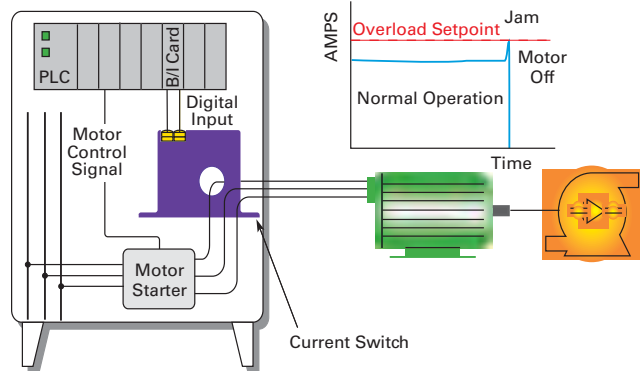 PLC
B/I Card
Digital
Input
Motor
Control
Signal
Motor
Starter
Current Switch
AMPS
Overload Setpoint
Jam
Motor
Off
Normal Operation
Time